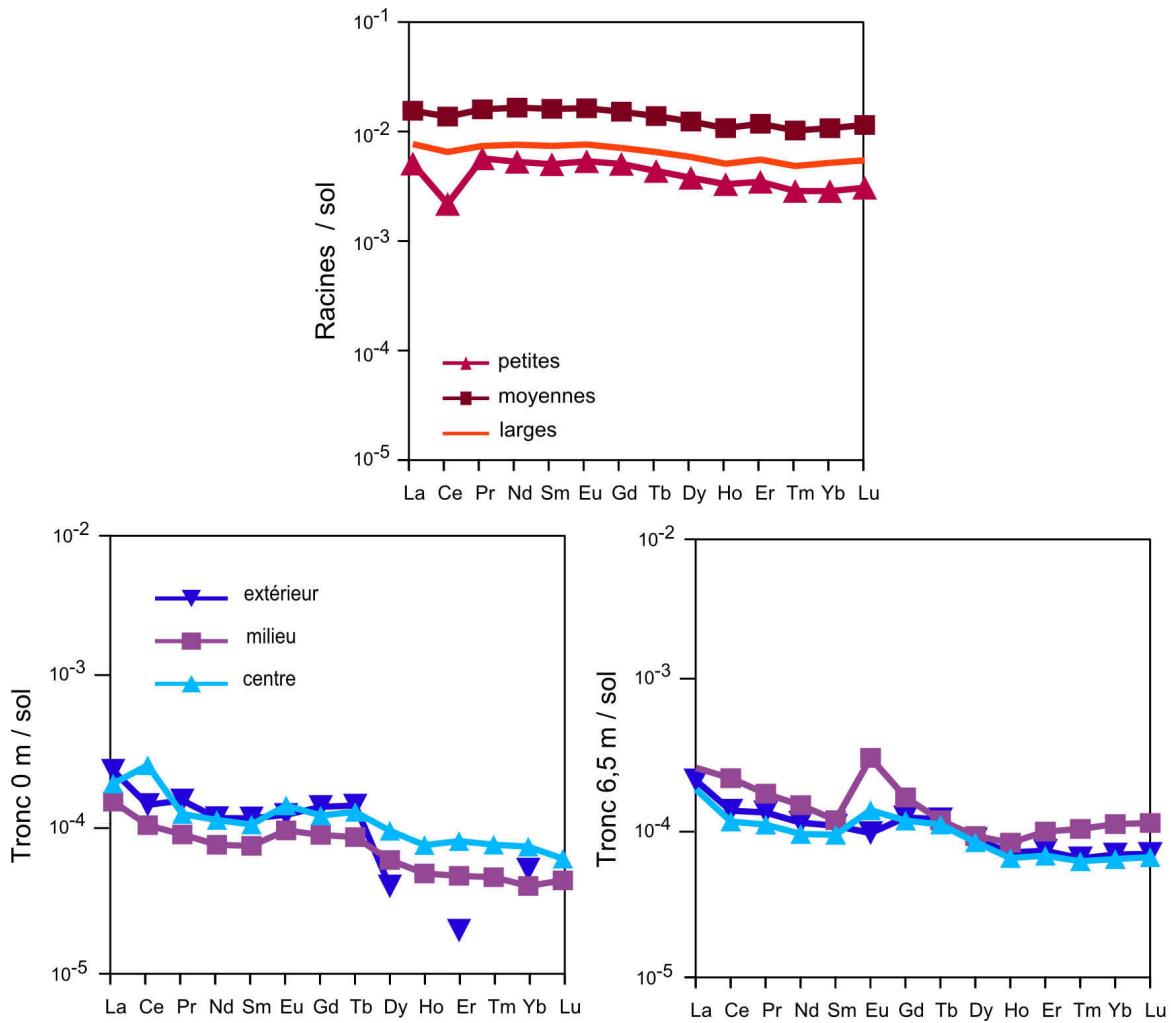 10-1
10-2
10-3
10-4
10-5
Racines / sol
petites
moyennes
larges
La Ce Pr Nd Sm Eu Gd Tb Dy Ho Er Tm Yb Lu
10-2
10-3
10-4
10-5
Tronc 0 m / sol
extérieur
milieu
centre
La Ce Pr Nd Sm Eu Gd Tb Dy Ho Er Tm Yb Lu
10-2
10-3
10-4
10-5
Tronc 6,5 m / sol
La Ce Pr Nd Sm Eu Gd Tb Dy Ho Er Tm Yb Lu